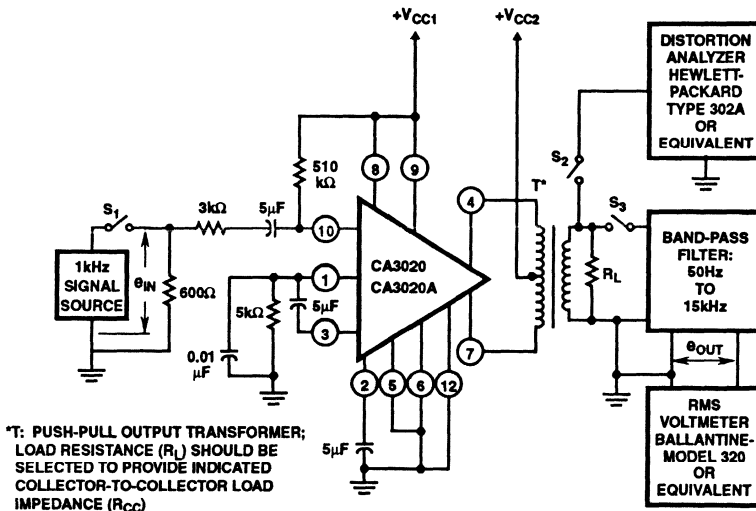 +VCC1
+VCC2
DISTORTION
ANALYZER
HEWLETT-
PACKARD
TYPE 302A
OR
EQUIVALENT
510
kΩ
8
9
T*
S2
S1
3kΩ
5µF
10
4
S3
1kHz
SIGNAL
SOURCE
eIN
600Ω
1
CA3020
CA3020A
RL
BAND-PASS
FILTER:
50Hz
TO
15kHz
5kΩ
5µF
3
7
0.01
µF
2
5
6
12
eOUT
5µF
RMS
VOLTMETER
BALLANTINE-
MODEL 320
OR
EQUIVALENT
*T: PUSH-PULL OUTPUT TRANSFORMER;
LOAD RESISTANCE (RL) SHOULD BE
SELECTED TO PROVIDE INDICATED
COLLECTOR-TO-COLLECTOR LOAD
IMPEDANCE (RCC)